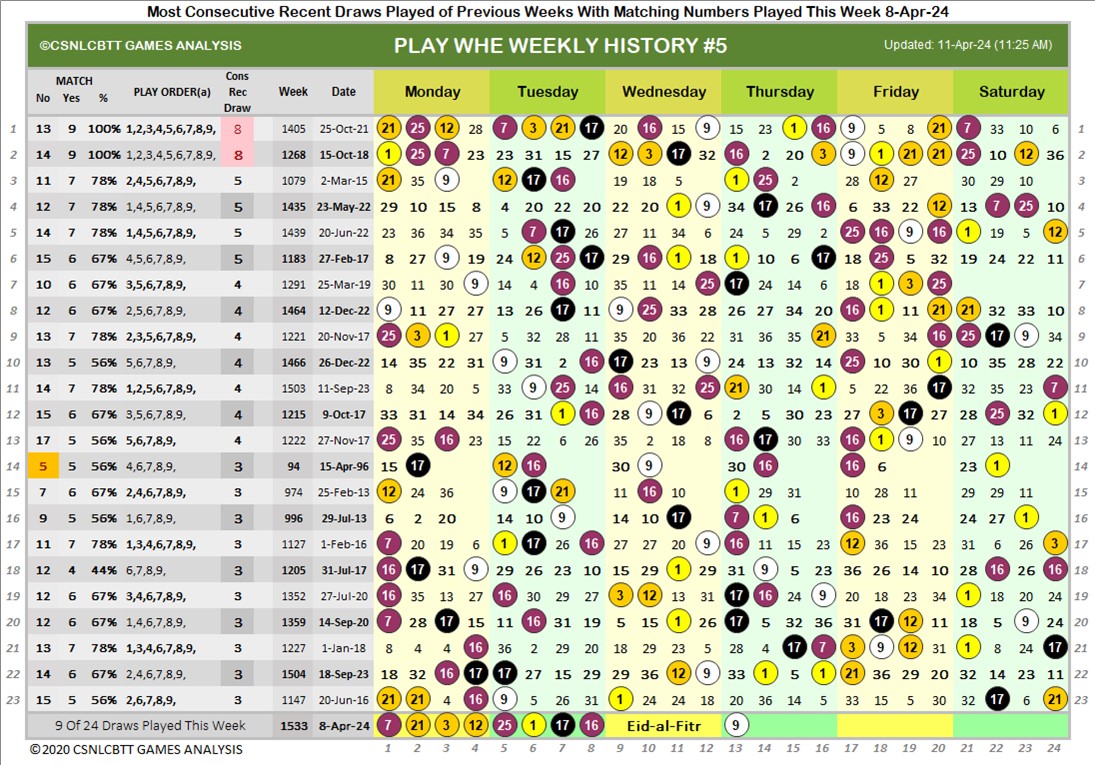 Most Consecutive Recent Draws Played of Previous Weeks With Matching Numbers Played This Week 8-Apr-24
©CSNLCBTT GAMES ANALYSIS PLAY WHE WEEKLY HISTORY #5 Updated: 11-Apr-24 (11:25 AM)
MATCH Cons
No Yes % PLAY ORDER(a) Rec Week Date Monday Tuesday Wednesday Thursday Friday Saturday
Draw
1 13 9 100% 1,2,3,4,5,6,7,8,9, 8 1405 25-Oct-21 21 25 12 28 7 3 21 17 20 16 15 9 15 23 1 16 9 5 8 21 7 33 10 6 1
2 14 9 100% 1,2,3,4,5,6,7,8,9, 8 1268 15-Oct-18 1 25 7 23 23 31 15 27 12 3 17 32 16 2 20 3 9 1 21 21 25 10 12 36 2
3 11 7 78% 2,4,5,6,7,8,9, 5 1079 2-Mar-15 21 35 9 12 17 16 19 18 5 1 25 2 28 12 27 30 29 10 3
4 12 7 78% 1,4,5,6,7,8,9, 5 1435 23-May-22 29 10 15 8 4 20 22 20 22 20 1 9 34 17 26 16 6 33 22 12 13 7 25 10 4
5 14 7 78% 1,4,5,6,7,8,9, 5 1439 20-Jun-22 23 36 34 35 5 7 17 26 27 11 34 6 24 5 29 2 25 16 9 16 1 19 5 12 5
6 15 6 67% 4,5,6,7,8,9, 5 1183 27-Feb-17 8 27 9 19 24 12 25 17 29 16 1 18 1 10 6 17 18 25 5 32 19 24 22 11 6
7 10 6 67% 3,5,6,7,8,9, 4 1291 25-Mar-19 30 11 30 9 14 4 16 10 35 11 14 25 17 24 14 6 18 1 3 25 7
8 12 6 67% 2,5,6,7,8,9, 4 1464 12-Dec-22 9 11 27 27 13 26 17 11 9 25 33 28 26 27 34 20 16 1 11 21 21 32 33 10 8
9 13 7 78% 2,3,5,6,7,8,9, 4 1221 20-Nov-17 25 3 1 27 5 32 28 11 35 20 36 22 31 36 35 21 33 5 34 16 25 17 9 34 9
10 13 5 56% 5,6,7,8,9, 4 1466 26-Dec-22 14 35 22 31 9 31 2 16 17 23 13 9 24 13 32 14 25 10 30 1 10 35 28 22 10
11 14 7 78% 1,2,5,6,7,8,9, 4 1503 11-Sep-23 8 34 20 5 33 9 25 14 16 31 32 25 21 30 14 1 5 22 36 17 11 35 23 7 11
12 15 6 67% 3,5,6,7,8,9, 4 1215 9-Oct-17 33 31 14 34 26 31 1 16 28 9 17 6 2 5 30 23 27 3 17 27 28 25 32 1 12
13 17 5 56% 5,6,7,8,9, 4 1222 27-Nov-17 25 35 16 23 15 22 6 26 35 2 18 8 16 17 30 33 16 1 9 10 27 13 11 24 13
14 5 5 56% 4,6,7,8,9, 3 94 15-Apr-96 15 17 12 16 30 9 30 16 16 6 23 1 14
15 7 6 67% 2,4,6,7,8,9, 3 974 25-Feb-13 12 24 36 9 17 21 11 16 10 1 29 31 10 28 11 29 29 11 15
16 9 5 56% 1,6,7,8,9, 3 996 29-Jul-13 6 2 20 14 10 9 14 10 17 7 1 6 16 23 24 24 27 1 16
17 11 7 78% 1,3,4,6,7,8,9, 3 1127 1-Feb-16 7 20 19 6 1 17 26 16 27 27 20 9 16 11 15 23 12 36 15 23 31 6 26 3 17
18 12 4 44% 6,7,8,9, 3 1205 31-Jul-17 16 17 31 9 29 26 23 10 15 29 1 29 31 9 5 23 36 26 14 10 28 16 26 16 18
19 12 6 67% 3,4,6,7,8,9, 3 1352 27-Jul-20 16 35 13 27 16 30 29 27 3 12 13 31 17 16 24 9 20 18 23 34 1 18 20 24 19
20 12 6 67% 1,4,6,7,8,9, 3 1359 14-Sep-20 7 28 17 15 11 16 31 19 5 15 1 26 17 5 32 36 31 17 12 11 18 5 9 24 20
21 13 7 78% 1,3,4,6,7,8,9, 3 1227 1-Jan-18 8 4 4 16 36 2 29 20 18 29 23 5 28 4 17 7 3 9 12 31 1 8 24 17 21
22 14 6 67% 2,4,6,7,8,9, 3 1504 18-Sep-23 18 32 16 17 17 27 15 29 29 36 12 9 33 1 5 1 21 36 29 20 32 14 23 11 22
23 15 5 56% 2,6,7,8,9, 3 1147 20-Jun-16 21 21 4 16 9 5 26 31 1 24 24 18 20 36 14 5 34 5 8 31 32 17 6 21 23
9 Of 24 Draws Played This Week 1533 8-Apr-24 7 21 3 12 25 1 17 16 Eid-al-Fitr 9
©2020 CSNLCBTT GAMES ANALYSIS 1 2 3 4 5 6 7 8 9 10 11 12 13 14 15 16 17 18 19 20 21 22 23 24